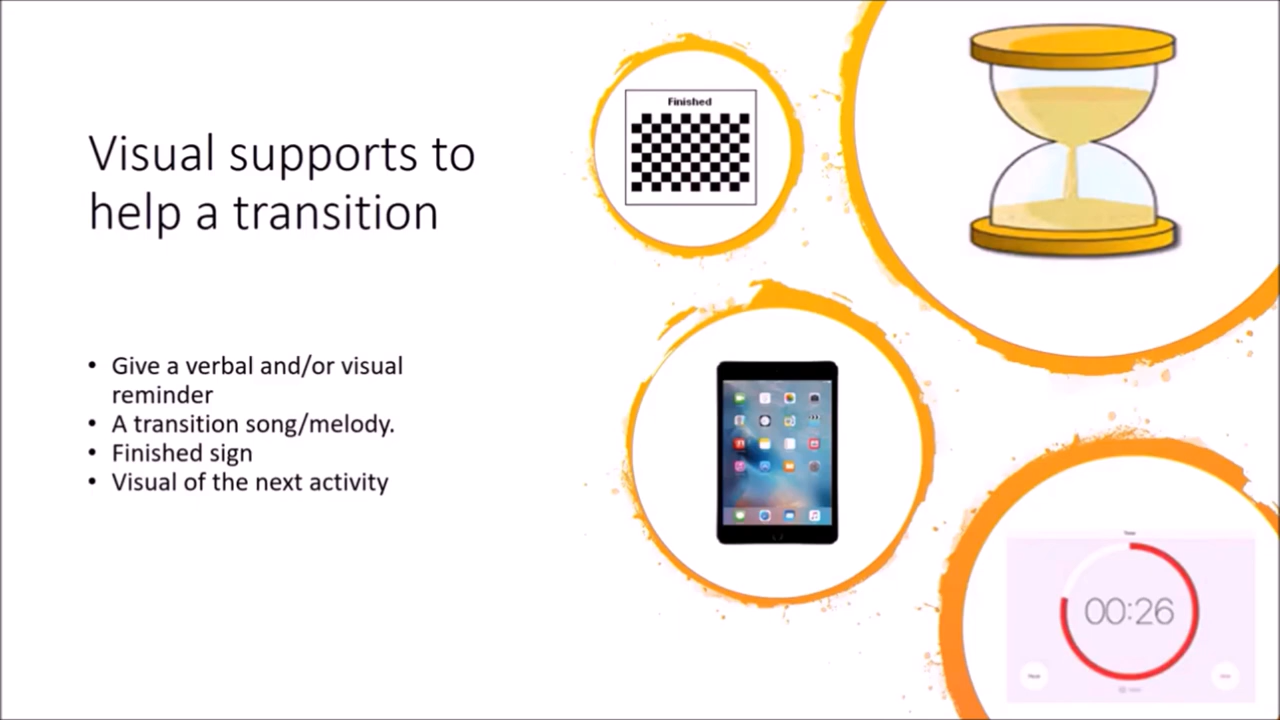 Visual supports to
help a transition
• Give a verbal and/or visual
reminder
• A transition song/melody.
• Finished sign
• Visual of the next activity
Finished
00:26